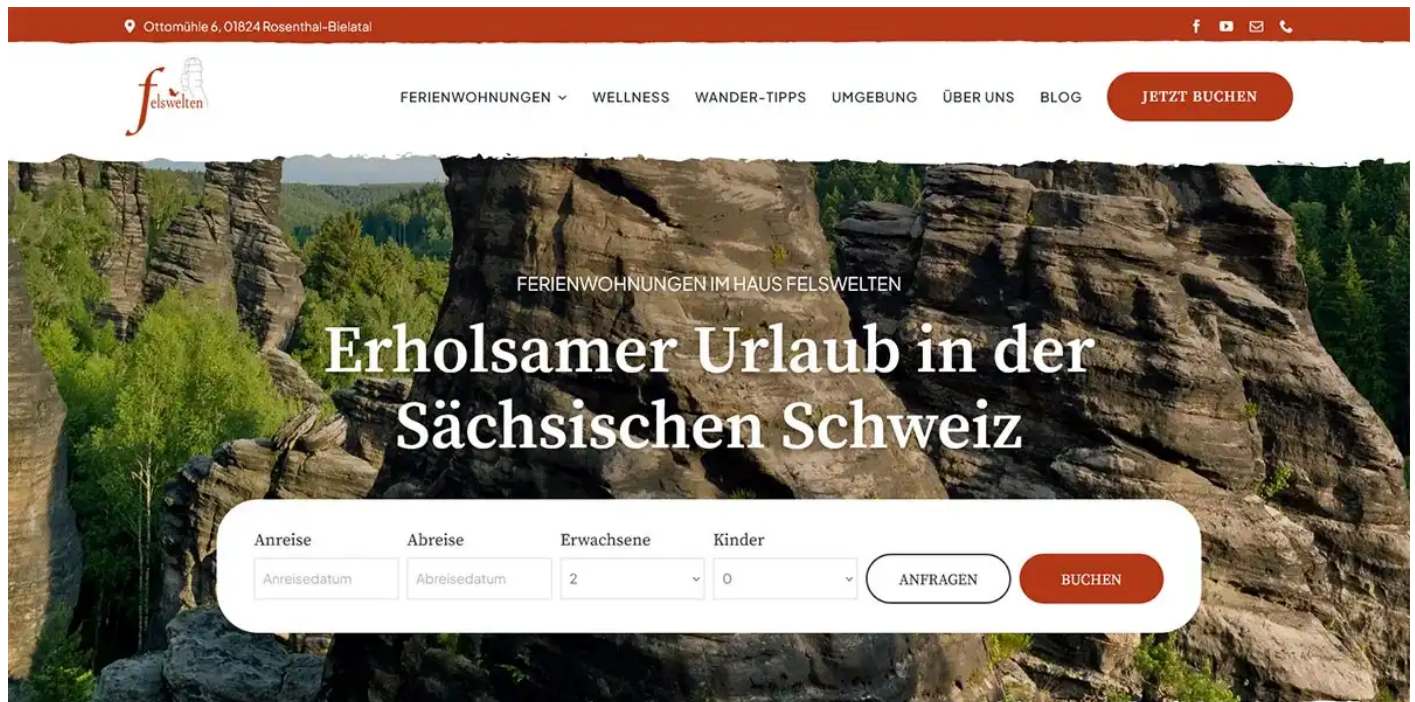 Ottomühle 6, 01824 Rosenthal-Bielatal
felswelten
FERIENWOHNUNGEN WELLNESS WANDER-TIPPS UMGEBUNG ÜBER UNS BLOG JETZT BUCHEN
FERIENWOHNUNGEN IM HAUS FELSWELTEN
Erholsamer Urlaub in der
Sächsischen Schweiz
Anreise Abreise Erwachsene Kinder
Anreisedatum Abreisedatum 2 0 ANFRAGEN BUCHEN